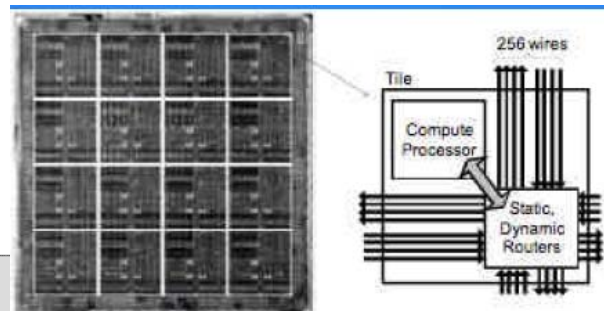 256 wires
Tile
Compute
Processor
Static,
Dynamic
Routers